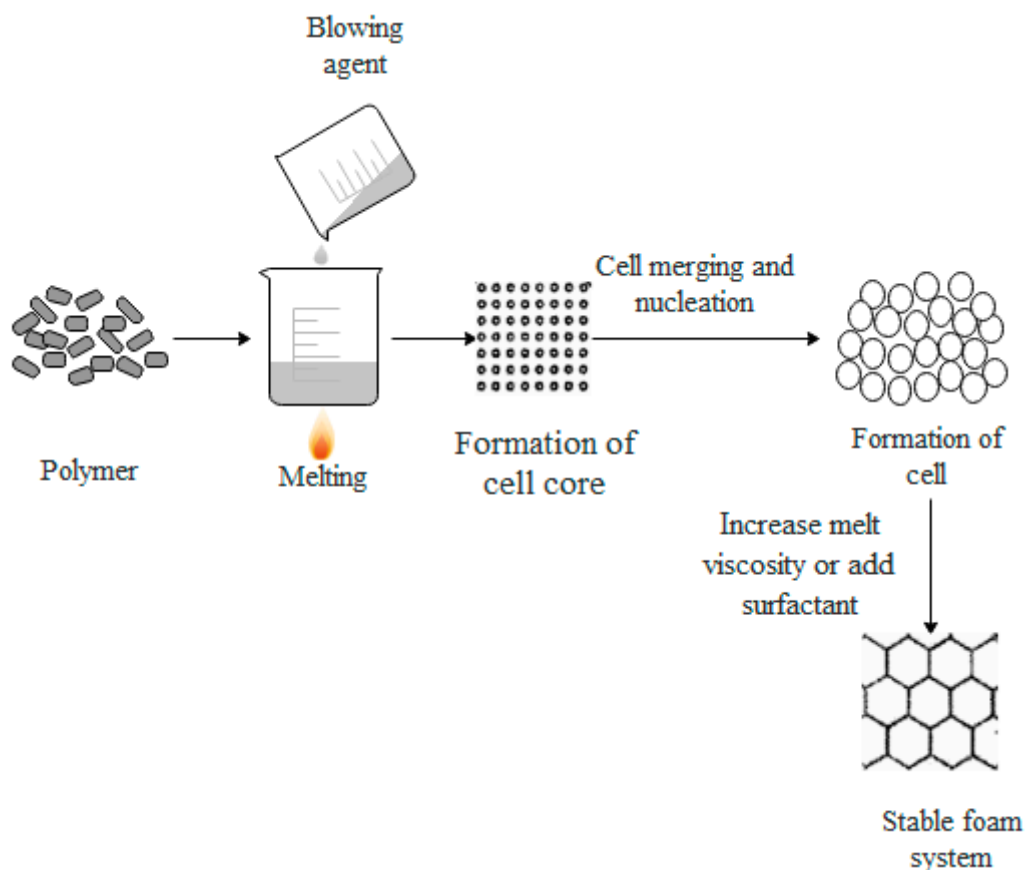 Blowing
agent
Cell merging and
nucleation
Polymer
Melting
Formation of
cell core
Formation of
cell
Increase melt
viscosity or add
surfactant
Stable foam
system